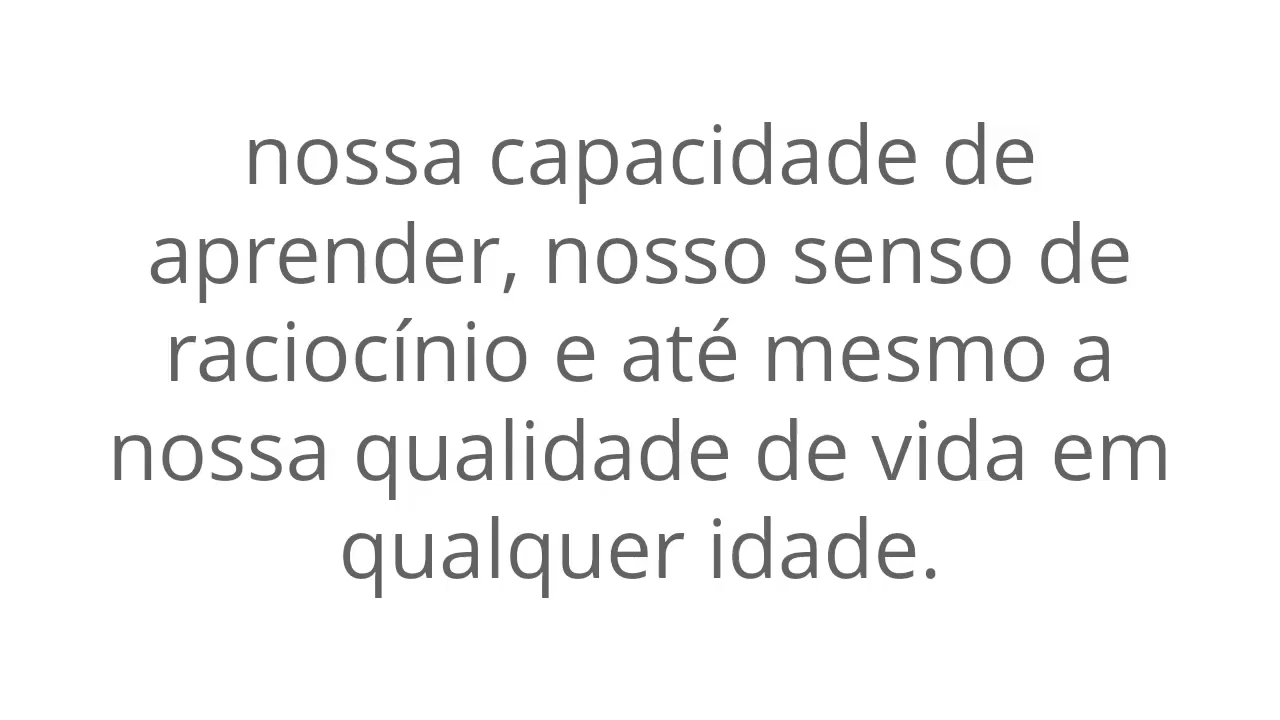 nossa capacidade de
aprender, nosso senso de
raciocínio e até mesmo a
nossa qualidade de vida em
qualquer idade.